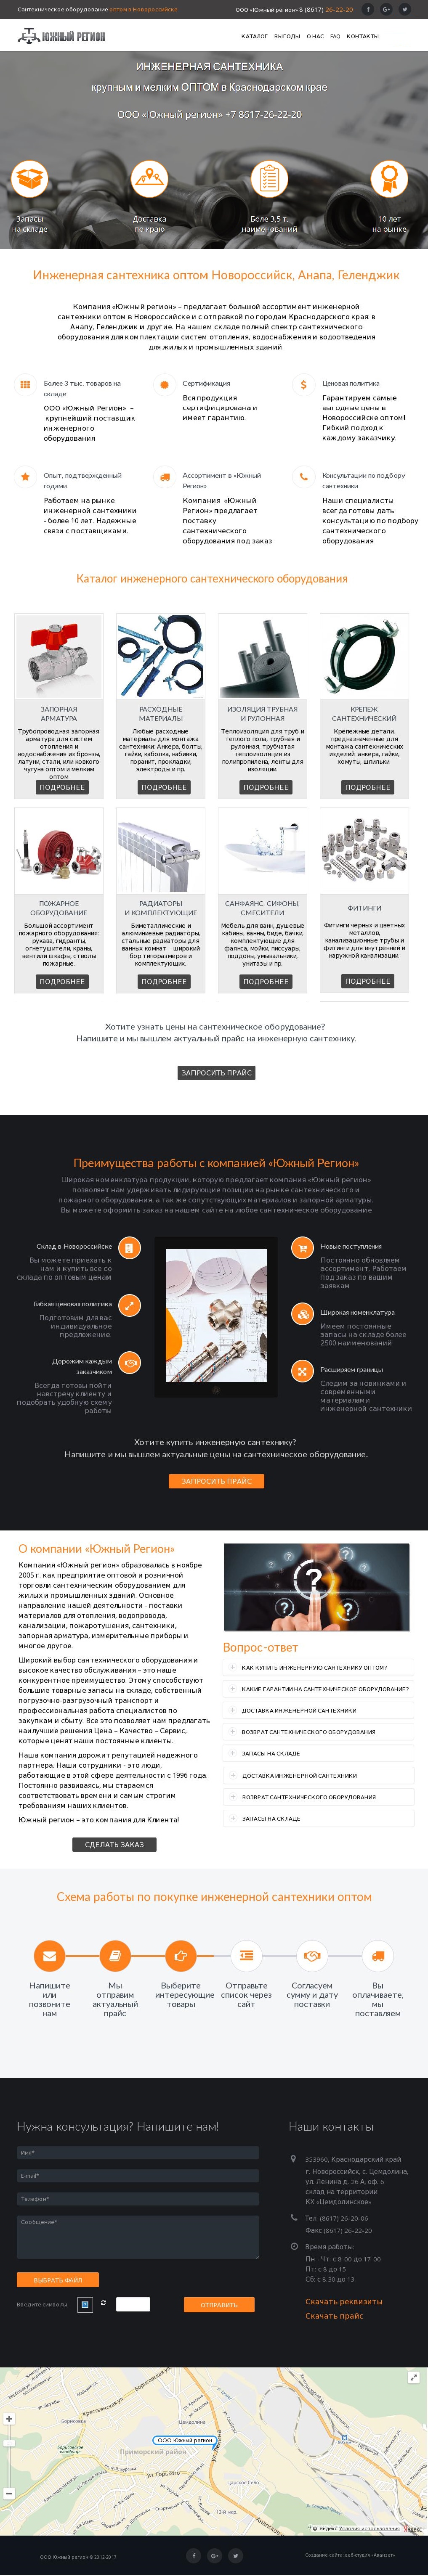 Сантехническое оборудование оптом в Новороссийске
ООО «Южный регион» 8 (8617) 26-22-20
ЮЖНЫЙ РЕГИОН
КАТАЛОГ ВЫГОДЫ О НАС FAQ КОНТАКТЫ
ИНЖЕНЕРНАЯ САНТЕХНИКА
крупным и мелким ОПТОМ в Краснодарском крае
ООО «Южный регион» +7 8617-26-22-20
Запасы
на складе
Доставка
по краю
Боле 3,5 т.
наименований
10 лет
на рынке
Инженерная сантехника оптом Новороссийск, Анапа, Геленджик
Компания «Южный регион» – предлагает большой ассортимент инженерной
сантехники оптом в Новороссийске и с отправкой по городам Краснодарского края: в
Анапу, Геленджик и другие. На нашем складе полный спектр сантехнического
оборудования для комплектации систем отопления, водоснабжения и водоотведения
для жилых и промышленных зданий.
Более 3 тыс. товаров на
складе
ООО «Южный Регион» –
крупнейший поставщик
инженерного
оборудования
Сертификация
Вся продукция
сертифицирована и
имеет гарантию.
Ценовая политика
Гарантируем самые
выгодные цены в
Новороссийске оптом!
Гибкий подход к
каждому заказчику.
Опыт, подтвержденный
годами
Работаем на рынке
инженерной сантехники
- более 10 лет. Надежные
связи с поставщиками.
Ассортимент в «Южный
Регион»
Компания «Южный
Регион» предлагает
поставку
сантехнического
оборудования под заказ
Консультации по подбору
сантехники
Наши специалисты
всегда готовы дать
консультацию по подбору
сантехнического
оборудования
Каталог инженерного сантехнического оборудования
ЗАПОРНАЯ
АРМАТУРА
Трубопроводная запорная
арматура для систем
отопления и
водоснабжения из бронзы,
латуни, стали, или ковкого
чугуна оптом и мелким
оптом
ПОДРОБНЕЕ
РАСХОДНЫЕ
МАТЕРИАЛЫ
Любые расходные
материалы для монтажа
сантехники: Анкера, болты,
гайки, каболка, набивки,
паранит, прокладки,
электроды и пр.
ПОДРОБНЕЕ
ИЗОЛЯЦИЯ ТРУБНАЯ
И РУЛОННАЯ
Теплоизоляция для труб и
теплого пола, трубная и
рулонная, трубчатая
теплоизоляция из
полипропилена, ленты для
изоляции.
ПОДРОБНЕЕ
КРЕПЕЖ
САНТЕХНИЧЕСКИЙ
Крепежные детали,
предназначенные для
монтажа сантехнических
изделий: анкера, гайки,
хомуты, шпильки.
ПОДРОБНЕЕ
ПОЖАРНОЕ
ОБОРУДОВАНИЕ
Большой ассортимент
пожарного оборудования:
рукава, гидранты,
огнетушители, краны,
вентили шкафы, стволы
пожарные.
ПОДРОБНЕЕ
РАДИАТОРЫ
И КОМПЛЕКТУЮЩИЕ
Биметаллические и
алюминиевые радиаторы,
стальные радиаторы для
ванных комнат – широкий
бор типоразмеров и
комплектующих.
ПОДРОБНЕЕ
САНФАЯНС, СИФОНЫ,
СМЕСИТЕЛИ
Мебель для ванн, душевые
кабины, ванны, биде, бачки,
комплектующие для
фаянса, мойки, писсуары,
поддоны, умывальники,
унитазы и пр.
ПОДРОБНЕЕ
ФИТИНГИ
Фитинги черных и цветных
металлов,
канализационные трубы и
фитинги для внутренней и
наружной канализации
ПОДРОБНЕЕ
Хотите узнать цены на сантехническое оборудование?
Напишите и мы вышлем актуальный прайс на инженерную сантехнику.
ЗАПРОСИТЬ ПРАЙС
Преимущества работы с компанией «Южный Регион»
Широкая номенклатура продукции, которую предлагает компания «Южный регион»
позволяет нам удерживать лидирующие позиции на рынке сантехнического и
пожарного оборудования, а так же сопутствующих материалов и запорной арматуры.
Вы можете оформить заказ на нашем сайте на любое сантехническое оборудование
Склад в Новороссийске
Вы можете приехать к
нам и купить все со
склада по оптовым ценам
Гибкая ценовая политика
Подготовим для вас
индивидуальное
предложение.
Дорожим каждым
заказчиком
Всегда готовы пойти
навстречу клиенту и
подобрать удобную схему
работы
Новые поступления
Постоянно обновляем
ассортимент. Работаем
под заказ по вашим
заявкам
Широкая номенклатура
Имеем постоянные
запасы на складе более
2500 наименований
Расширяем границы
Следим за новинками и
современными
материалами
инженерной сантехники
Хотите купить инженерную сантехнику?
Напишите и мы вышлем актуальные цены на сантехническое оборудование.
ЗАПРОСИТЬ ПРАЙС
О компании «Южный Регион»
Компания «Южный регион» образовалась в ноябре
2005 г. как предприятие оптовой и розничной
торговли сантехническим оборудованием для
жилых и промышленных зданий. Основное
направление нашей деятельности - поставки
материалов для отопления, водопровода,
канализации, пожаротушения, сантехники,
запорная арматура, измерительные приборы и
многое другое.
Широкий выбор сантехнического оборудования и
высокое качество обслуживания – это наше
конкурентное преимущество. Этому способствуют
большие товарные запасы на складе, собственный
погрузочно-разгрузочный транспорт и
профессиональная работа специалистов по
закупкам и сбыту. Все это позволяет нам предлагать
наилучшие решения Цена – Качество – Сервис,
которые ценят наши постоянные клиенты.
Наша компания дорожит репутацией надежного
партнера. Наши сотрудники - это люди,
работающие в этой сфере деятельности с 1996 года.
Постоянно развиваясь, мы стараемся
соответствовать времени и самым строгим
требованиям наших клиентов.
Южный регион – это компания для Клиента!
СДЕЛАТЬ ЗАКАЗ
Вопрос-ответ
КАК КУПИТЬ ИНЖЕНЕРНУЮ САНТЕХНИКУ ОПТОМ?
КАКИЕ ГАРАНТИИ НА САНТЕХНИЧЕСКОЕ ОБОРУДОВАНИЕ?
ДОСТАВКА ИНЖЕНЕРНОЙ САНТЕХНИКИ
ВОЗВРАТ САНТЕХНИЧЕСКОГО ОБОРУДОВАНИЯ
ЗАПАСЫ НА СКЛАДЕ
ДОСТАВКА ИНЖЕНЕРНОЙ САНТЕХНИКИ
ВОЗВРАТ САНТЕХНИЧЕСКОГО ОБОРУДОВАНИЯ
ЗАПАСЫ НА СКЛАДЕ
Схема работы по покупке инженерной сантехники оптом
Напишите
или
позвоните
нам
Мы
отправим
актуальный
прайс
Выберите
интересующие
товары
Отправьте
список через
сайт
Согласуем
сумму и дату
поставки
Вы
оплачиваете,
мы
поставляем
Нужна консультация? Напишите нам!
Имя*
E-mail*
Телефон*
Сообщение*
ВЫБРАТЬ ФАЙЛ
Введите символы
ОТПРАВИТЬ
Наши контакты
353960, Краснодарский край
г. Новороссийск, с. Цемдолина,
ул. Ленина д. 26 А, оф. 6
склад на территории
КХ «Цемдолинское»
Тел: (8617) 26-20-06
Факс (8617) 26-22-20
Время работы:
Пн - Чт: с 8-00 до 17-00
Пт: с 8 до 15
Сб: с 8.30 до 13
Скачать реквизиты
Скачать прайс
Борисовка
Цемдолина
ООО Южный регион
Приморский район
ул. Горького
Царское Село
13-й мкр.
© Яндекс Условия использования
ООО Южный регион © 2012-2017
Создание сайта: веб-студия «Авансет»